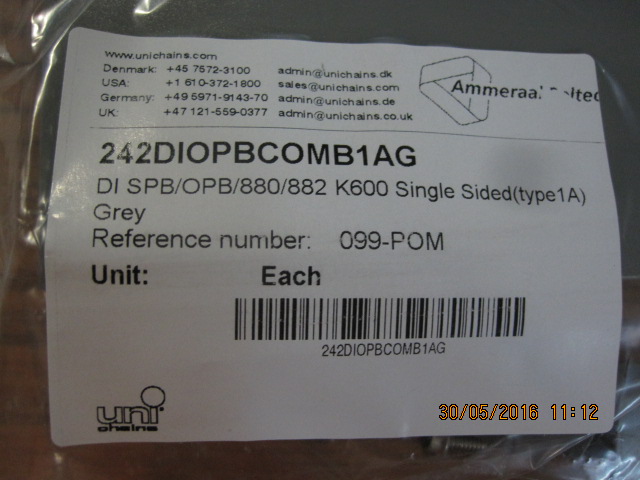 www.unichains.com
Denmark: +45 7572-3100 admin@unichains.dk
USA: +1 610-372-1800 sales@unichains.com
Germany: +49 5971-9143-70 admin@unichains.de
UK: +47 121-559-0377 admin@unichains.co.uk
Ammeraal Beltec
242DIOPBCOMB1AG
DI SPB/OPB/880/882 K600 Single Sided(type1A)
Grey
Reference number: 099-POM
Unit: Each
242DIOPBCOMB1AG
uni
chains
30/05/2016 11:12